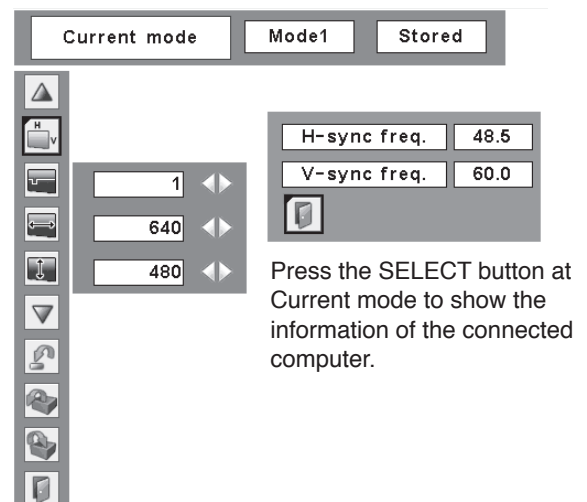 Current mode Mode1 Stored
H V
H-sync freq. 48.5
V-sync freq. 60.0
1
640
480
Press the SELECT button at
Current mode to show the
information of the connected
computer.